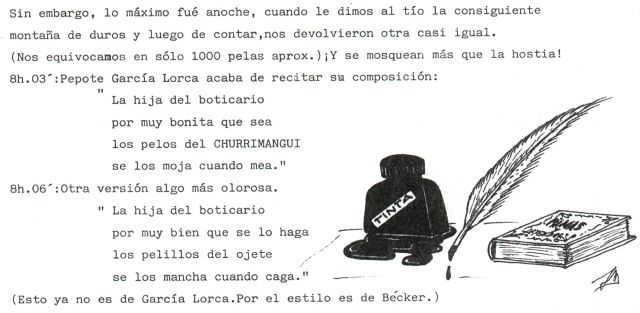 Sin embargo, lo máximo fué anoche, cuando le dimos al tío la consiguiente
montaña de duros y luego de contar,nos devolvieron otra casi igual.
(Nos equivocamos en sólo 1000 pelas aprox.)¡Y se mosquean más que la hostia!
8h.03´:Pepote García Lorca acaba de recitar su composición:
" La hija del boticario
por muy bonita que sea
los pelos del CHURRIMANGUI
se los moja cuando mea."
8h.06´:Otra versión algo más olorosa.
" La hija del boticario
por muy bien que se lo haga
los pelillos del ojete
se los mancha cuando caga."
(Esto ya no es de García Lorca.Por el estilo es de Bécker.)
TINTA